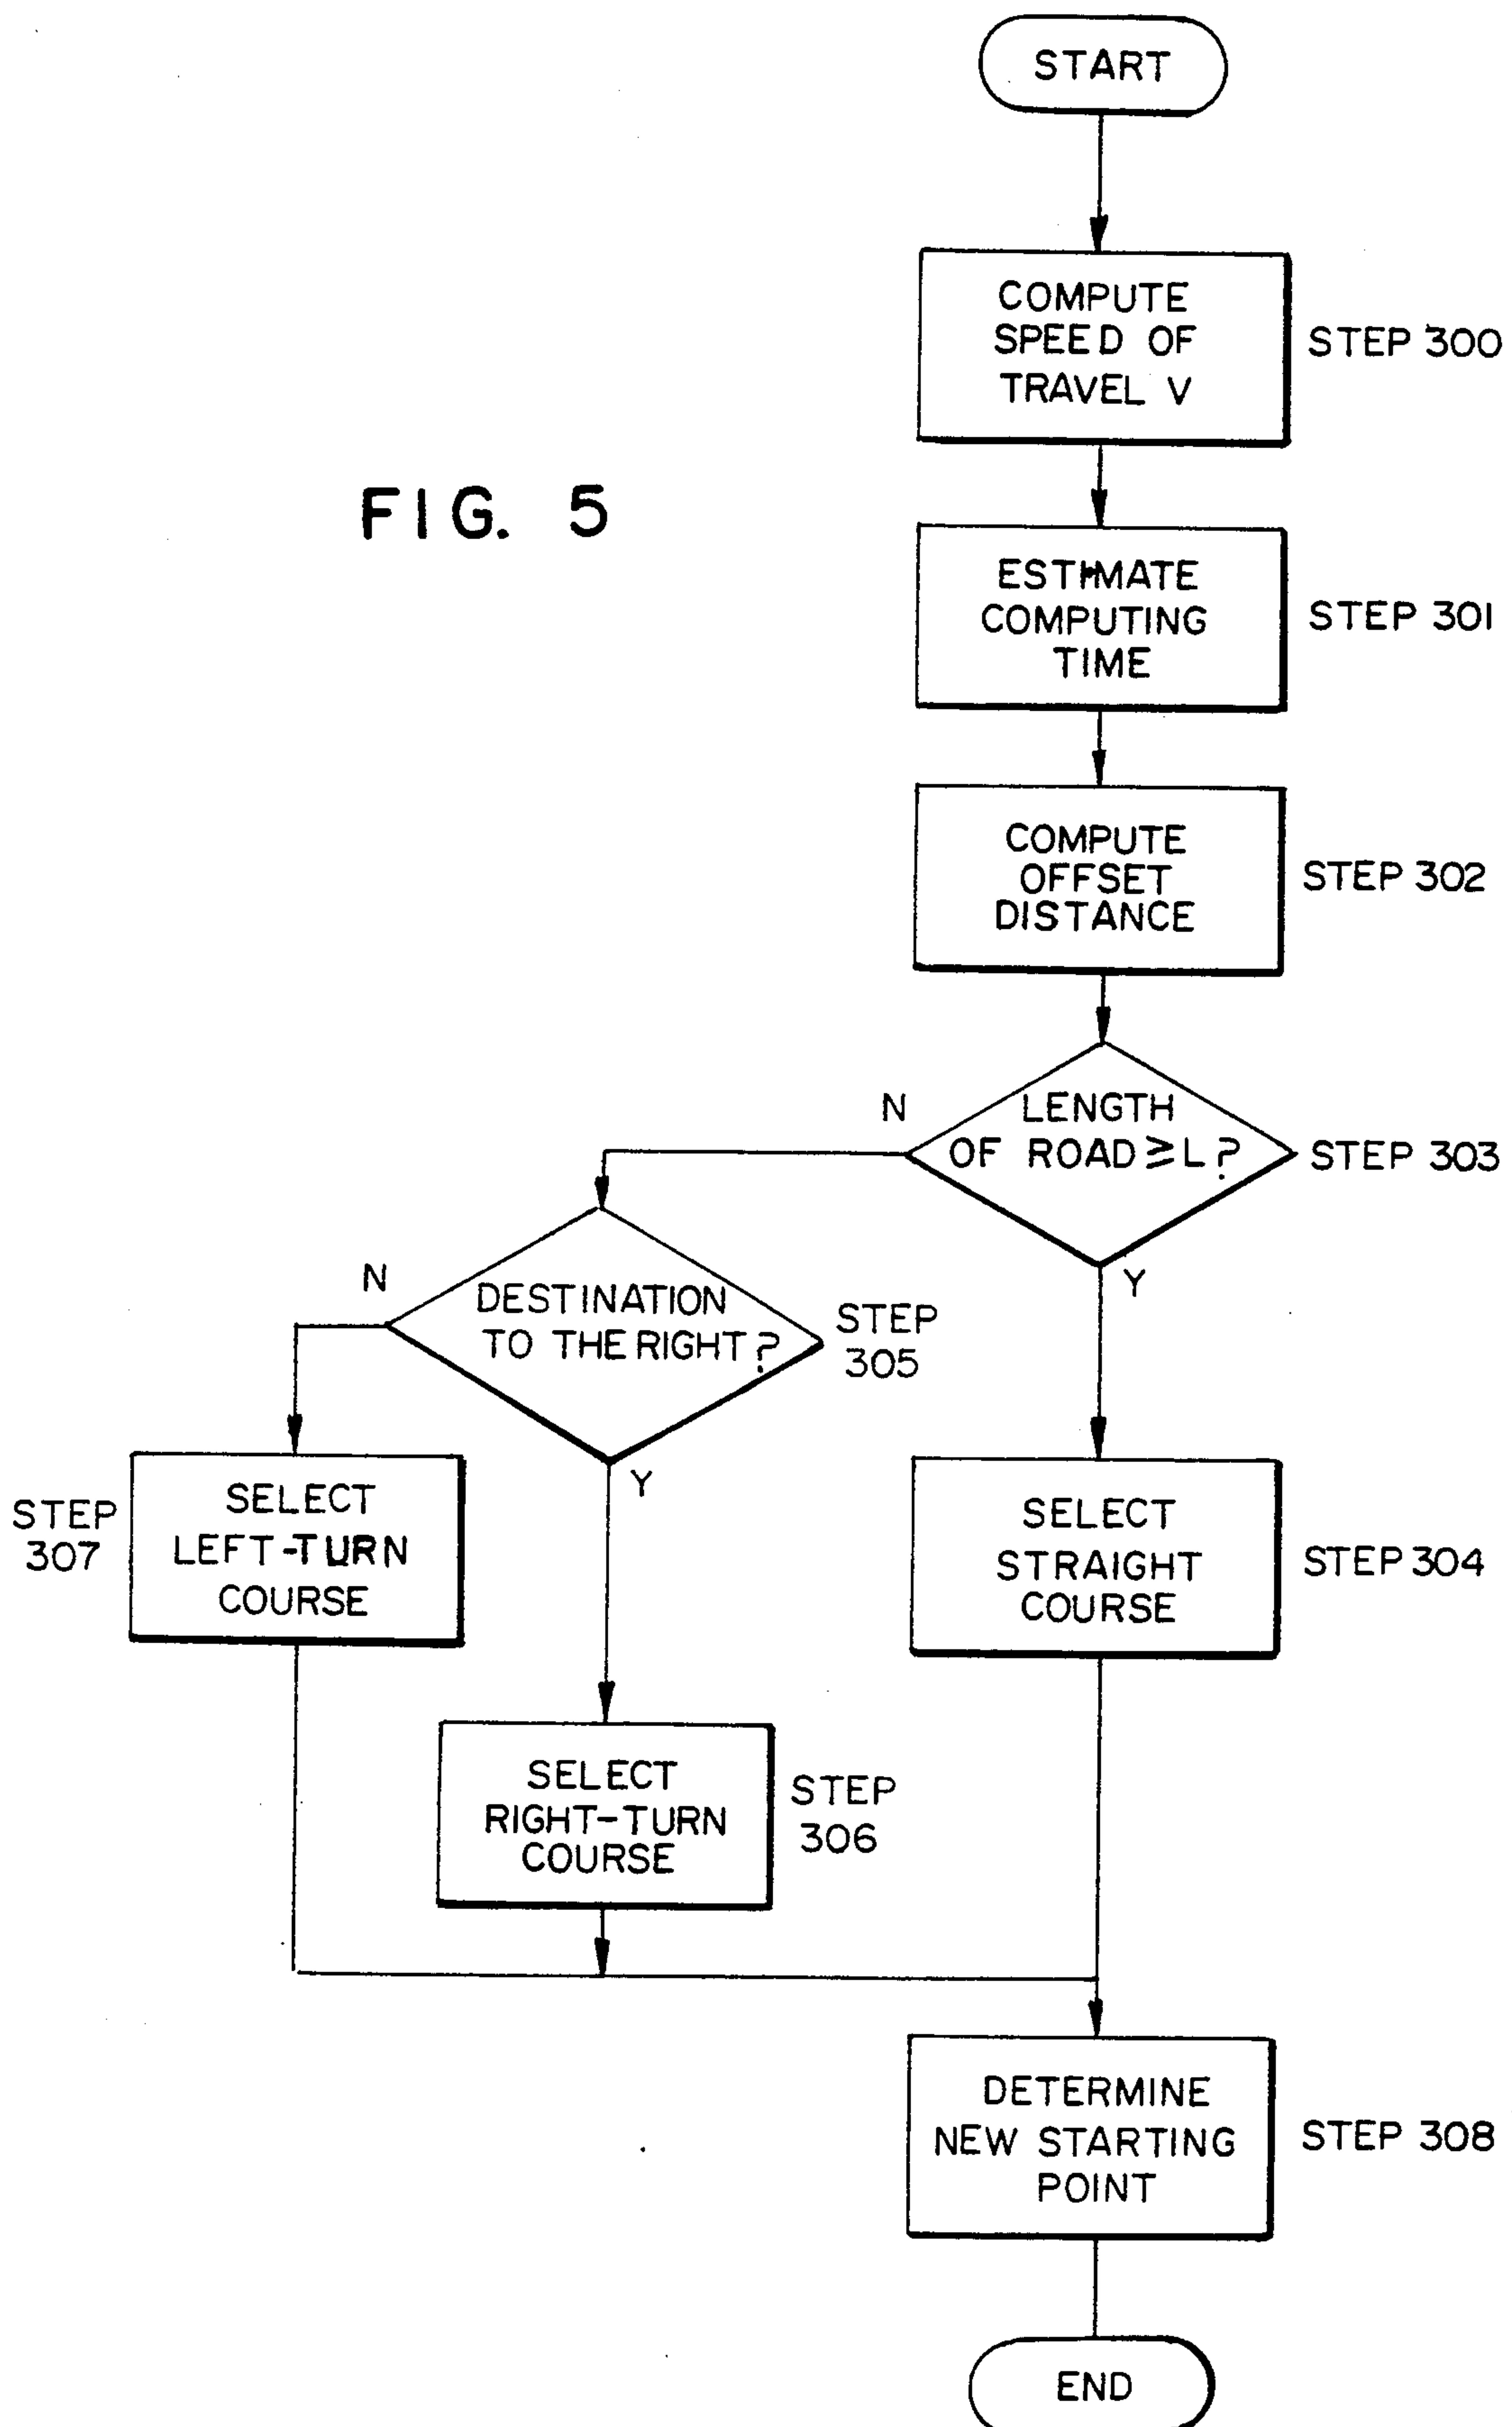 START
COMPUTE
SPEED OF
TRAVEL V
STEP 300
FIG. 5
ESTIMATE
COMPUTING
TIME
STEP 301
COMPUTE
OFFSET
DISTANCE
STEP 302
N
LENGTH
OF ROAD ≧ L?
STEP 303
Y
N
DESTINATION
TO THE RIGHT?
STEP
305
Y
STEP
307
SELECT
LEFT-TURN
COURSE
SELECT
STRAIGHT
COURSE
STEP 304
SELECT
RIGHT-TURN
COURSE
STEP
306
DETERMINE
NEW STARTING
POINT
STEP 308
END